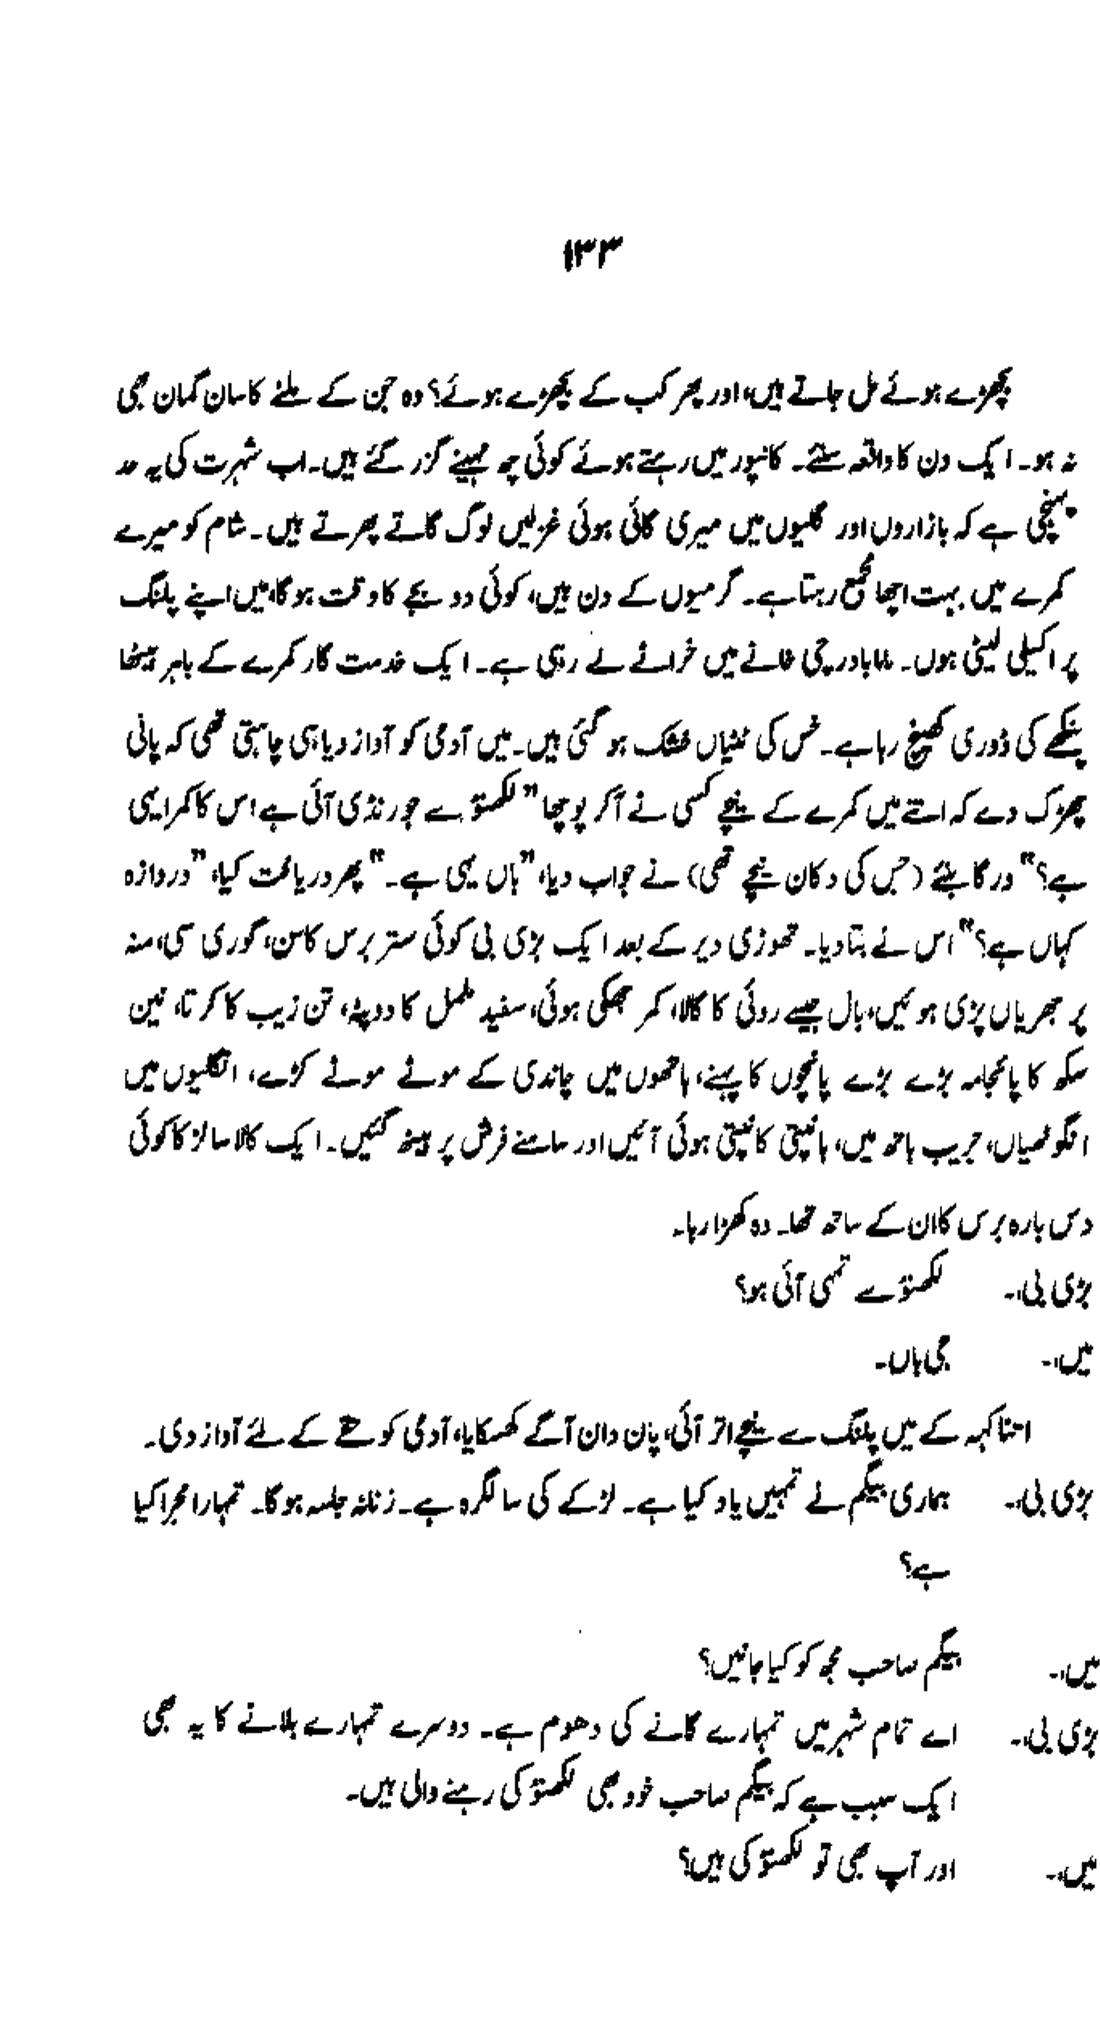 ۱۳۳
بچھڑے ہوئے مل جاتے ہیں، اور پھر کب کے بچھڑے ہوئے؟ وہ جن کے ملنے کا سان گمان بھی
نہ ہو۔ ایک دن کا واقعہ سنئے۔ کانپور میں رہتے ہوئے کوئی چھ مہینے گزر گئے ہیں۔ اب شہرت کی یہ حد
پہنچی ہے کہ بازاروں اور گلیوں میں میری گائی ہوئی غزلیں لوگ گاتے پھرتے ہیں۔ شام کو میرے
کمرے میں بہت اچھا مجمع رہتا ہے۔ گرمیوں کے دن ہیں، کوئی دو بجے کا وقت ہوگا، میں اپنے پلنگ
پر اکیلی لیٹی ہوں۔ ماما باورچی خانے میں خراٹے لے رہی ہے۔ ایک خدمت گار کمرے کے باہر بیٹھا
پنکھے کی ڈوری کھینچ رہا ہے۔ خس کی ٹٹیاں خشک ہو گئی ہیں۔ میں آدمی کو آواز دیا ہی چاہتی تھی کہ پانی
چھڑک دے کہ اتنے میں کمرے کے نیچے کسی نے آ کر پوچھا ”لکھنؤ سے جو رنڈی آئی ہے اس کا کمرا یہی
ہے؟“ درگا بنئے (جس کی دکان نیچے تھی) نے جواب دیا، ”ہاں یہی ہے۔“ پھر دریافت کیا، ”دروازہ
کہاں ہے؟“ اس نے بتا دیا۔ تھوڑی دیر کے بعد ایک بڑی بی کوئی ستر برس کا سن، گوری سی، منہ
پر جھریاں پڑی ہوئیں، بال جیسے روئی کا گالا، کمر جھکی ہوئی، سفید ململ کا دوپٹہ، تن زیب کا کرتا، نین
سکھ کا پائجامہ بڑے بڑے پائنچوں کا پہنے، ہاتھوں میں چاندی کے موٹے موٹے کڑے، انگلیوں میں
انگوٹھیاں، جریب ہاتھ میں، ہانپتی کانپتی ہوئی آئیں اور سامنے فرش پر بیٹھ گئیں۔ ایک کالا سا لڑکا کوئی
دس بارہ برس کا ان کے ساتھ تھا۔ وہ کھڑا رہا۔
بڑی بی:۔ لکھنؤ سے تمہی آئی ہو؟
میں:۔ جی ہاں۔
اتنا کہہ کے میں پلنگ سے نیچے اتر آئی، پان دان آگے کھسکایا، آدمی کو حقے کے لئے آواز دی۔
بڑی بی:۔ ہماری بیگم نے تمہیں یاد کیا ہے۔ لڑکے کی سالگرہ ہے۔ زنانہ جلسہ ہوگا۔ تمہارا مجرا کیا
ہے؟
میں:۔ بیگم صاحب مجھ کو کیا جانیں؟
بڑی بی:۔ اے تمام شہر میں تمہارے گانے کی دھوم ہے۔ دوسرے تمہارے بلانے کا یہ بھی
ایک سبب ہے کہ بیگم صاحب خود بھی لکھنؤ کی رہنے والی ہیں۔
میں:۔ اور آپ بھی تو لکھنؤ کی ہیں؟